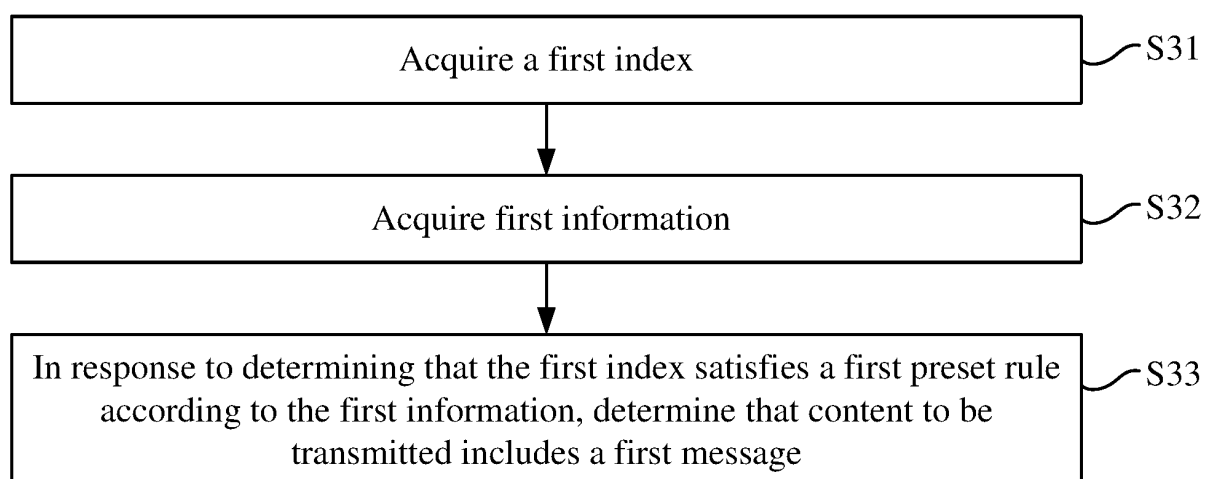 Acquire a first index
S31
Acquire first information
S32
In response to determining that the first index satisfies a first preset rule
according to the first information, determine that content to be
transmitted includes a first message
S33